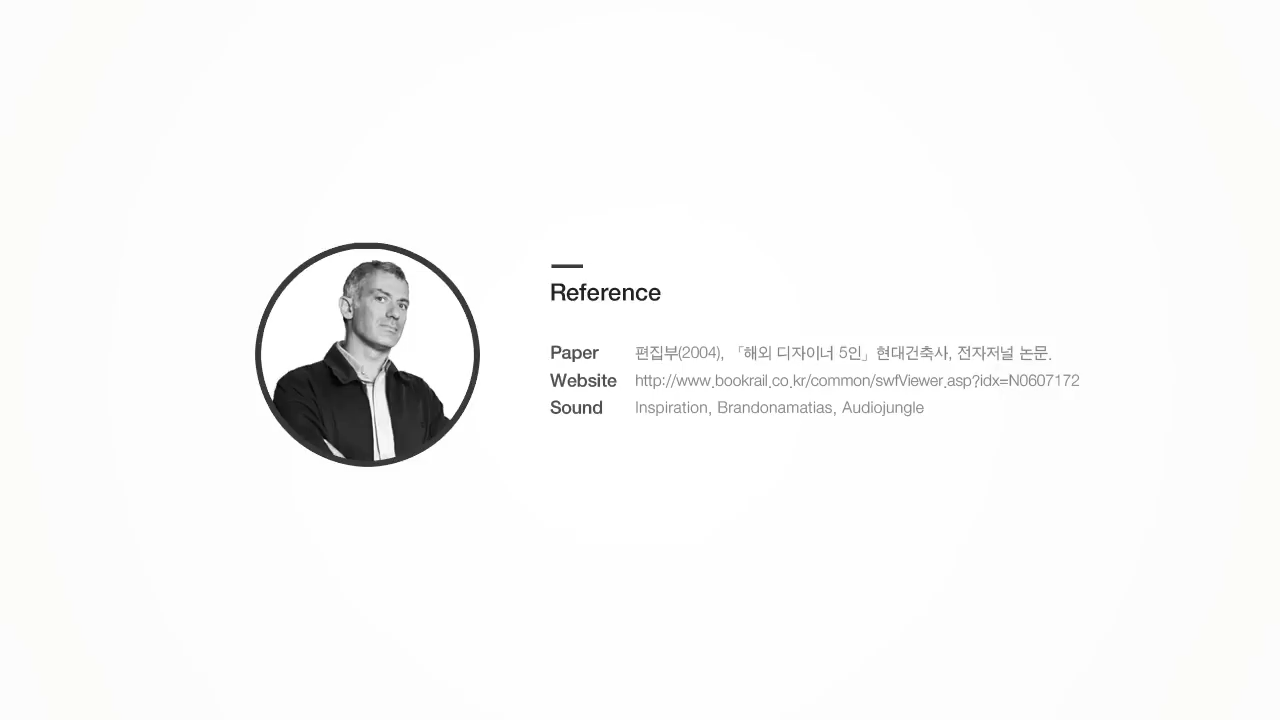 Reference
Paper 편집부(2004), 「해외 디자이너 5인」현대건축사, 전자저널 논문.
Website http://www.bookrail.co.kr/common/swfViewer.asp?idx=N0607172
Sound Inspiration, Brandonamatias, Audiojungle